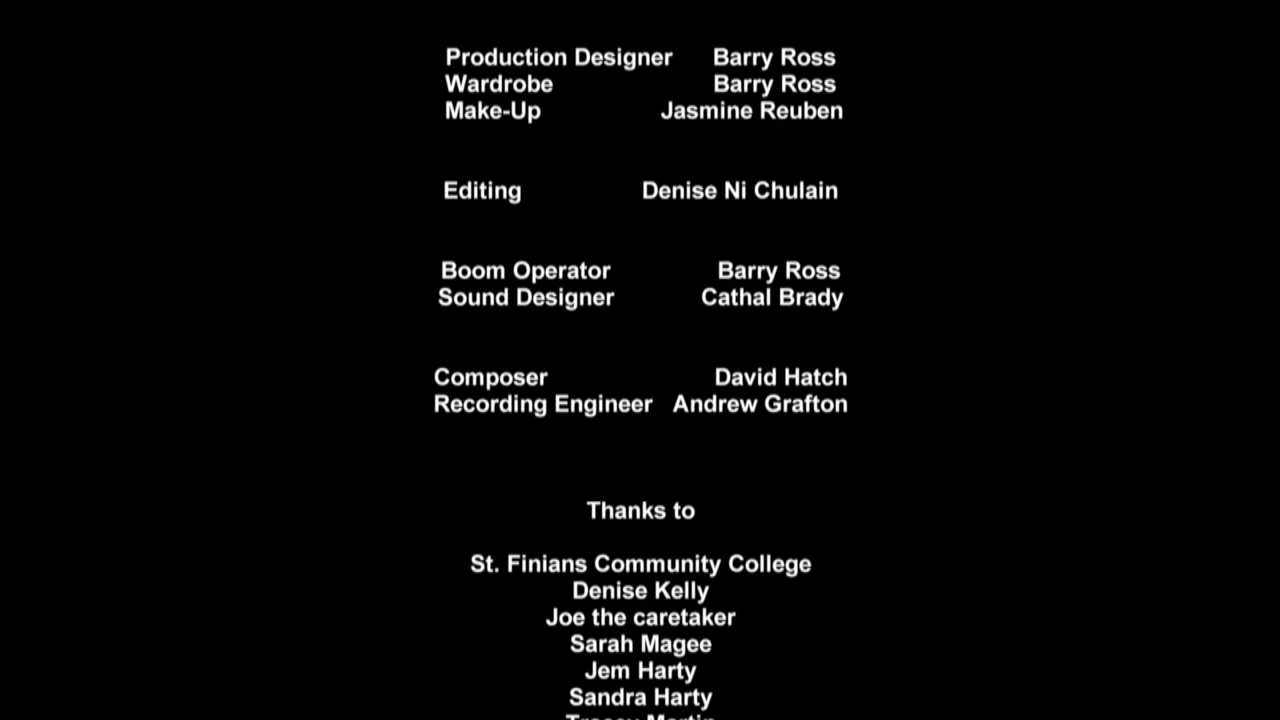 Production Designer Barry Ross
Wardrobe Barry Ross
Make-Up Jasmine Reuben
Editing Denise Ni Chulain
Boom Operator Barry Ross
Sound Designer Cathal Brady
Composer David Hatch
Recording Engineer Andrew Grafton
Thanks to
St. Finians Community College
Denise Kelly
Joe the caretaker
Sarah Magee
Jem Harty
Sandra Harty